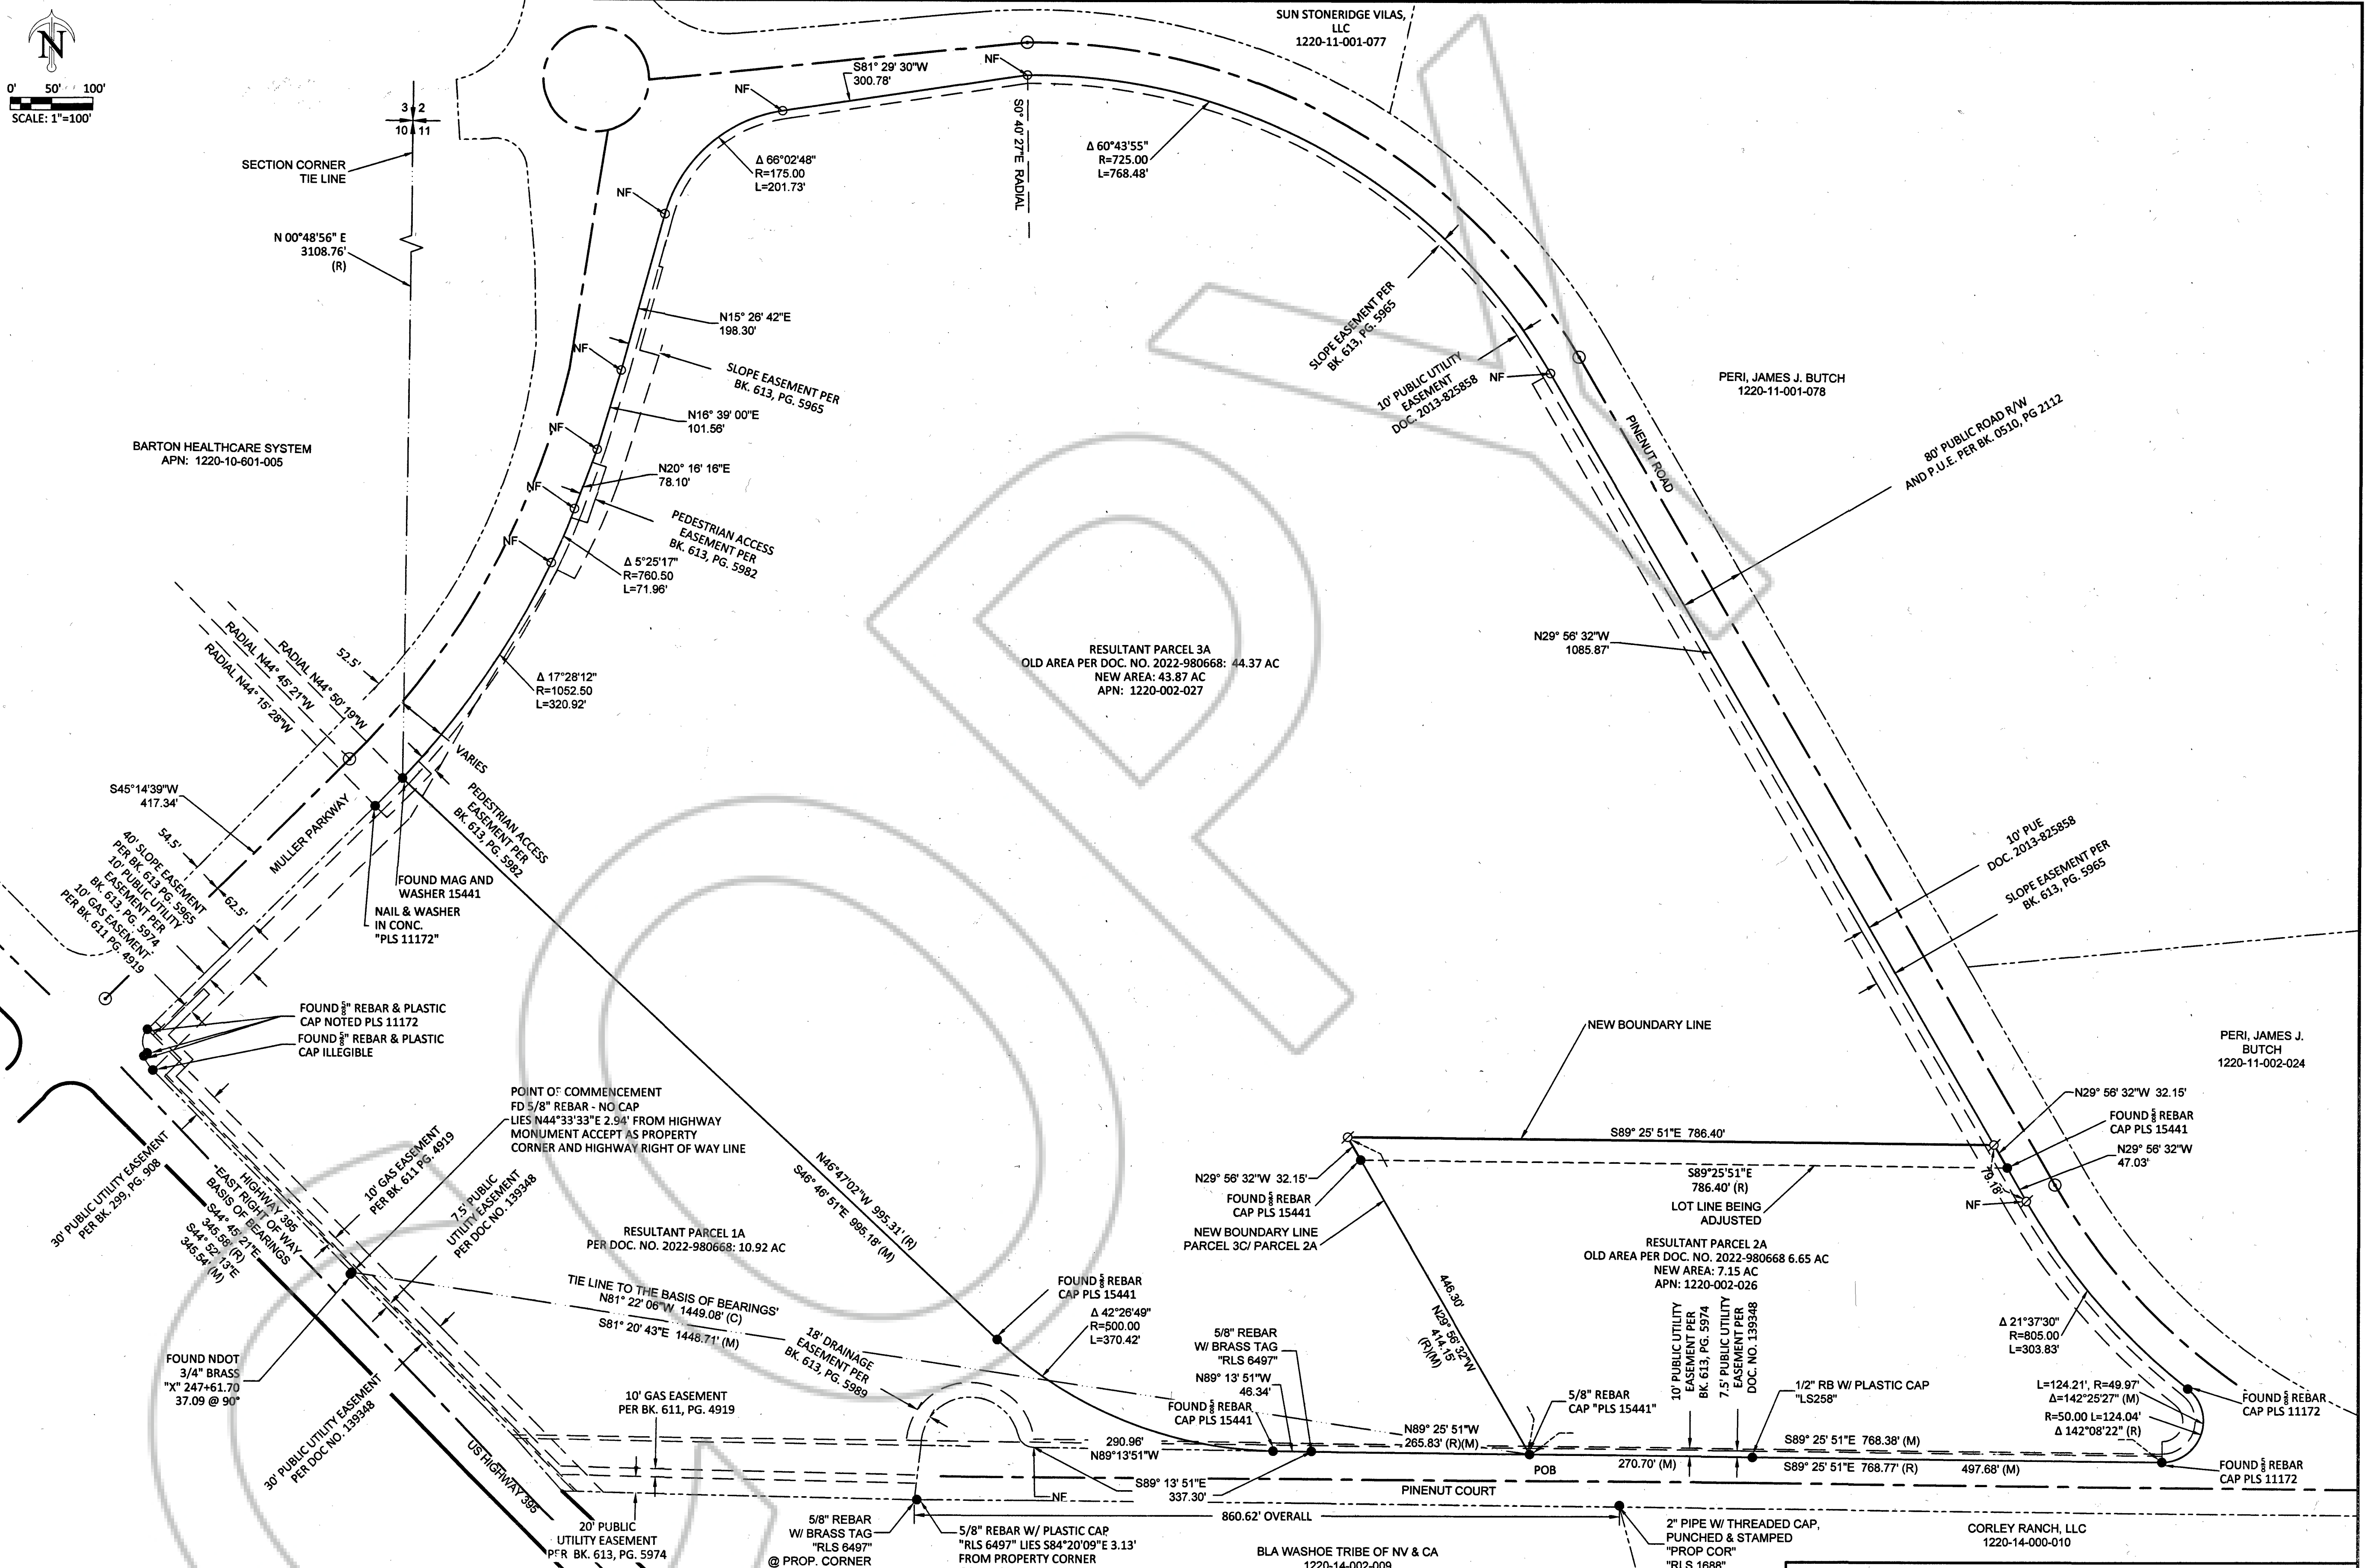 N
0' 50' 100'
SCALE: 1"=100'
3 2
10 11
SECTION CORNER
TIE LINE
N 00°48'56" E
3108.76'
(R)
BARTON HEALTHCARE SYSTEM
APN: 1220-10-601-005
SUN STONERIDGE VILAS,
LLC
1220-11-001-077
NF
S81° 29' 30"W
300.78'
NF
S0° 40' 27"E RADIAL
Δ 66°02'48"
R=175.00
L=201.73'
Δ 60°43'55"
R=725.00
L=768.48'
NF
N15° 26' 42"E
198.30'
NF
SLOPE EASEMENT PER
BK. 613, PG. 5965
N16° 39' 00"E
101.56'
NF
N20° 16' 16"E
78.10'
NF
PEDESTRIAN ACCESS
EASEMENT PER
BK. 613, PG. 5982
NF
Δ 5°25'17"
R=760.50
L=71.96'
Δ 17°28'12"
R=1052.50
L=320.92'
SLOPE EASEMENT PER
BK. 613, PG. 5965
10' PUBLIC UTILITY
EASEMENT
DOC. 2013-825858
NF
PERI, JAMES J. BUTCH
1220-11-001-078
PINENUT ROAD
80' PUBLIC ROAD R/W
AND P.U.E. PER BK. 0510, PG 2112
N29° 56' 32"W
1085.87'
RESULTANT PARCEL 3A
OLD AREA PER DOC. NO. 2022-980668: 44.37 AC
NEW AREA: 43.87 AC
APN: 1220-002-027
52.5'
RADIAL N44° 50' 19"W
RADIAL N44° 45' 21"W
RADIAL N44° 15' 28"W
VARIES
S45°14'39"W
417.34'
MULLER PARKWAY
54.5'
62.5'
40' SLOPE EASEMENT
PER BK. 613 PG. 5965
10' PUBLIC UTILITY
EASEMENT PER
BK. 613, PG. 5974
10' GAS EASEMENT
PER BK. 611 PG. 4919
PEDESTRIAN ACCESS
EASEMENT PER
BK. 613, PG. 5982
FOUND MAG AND
WASHER 15441
NAIL & WASHER
IN CONC.
"PLS 11172"
FOUND 5/8" REBAR & PLASTIC
CAP NOTED PLS 11172
FOUND 5/8" REBAR & PLASTIC
CAP ILLEGIBLE
POINT OF COMMENCEMENT
FD 5/8" REBAR - NO CAP
LIES N44°33'33"E 2.94' FROM HIGHWAY
MONUMENT ACCEPT AS PROPERTY
CORNER AND HIGHWAY RIGHT OF WAY LINE
10' PUE
DOC. 2013-825858
SLOPE EASEMENT PER
BK. 613, PG. 5965
PERI, JAMES J.
BUTCH
1220-11-002-024
NEW BOUNDARY LINE
S89° 25' 51"E 786.40'
N29° 56' 32"W 32.15'
FOUND 5/8 REBAR
CAP PLS 15441
N29° 56' 32"W
47.03'
79.18'
NF
N29° 56' 32"W 32.15'
FOUND 5/8 REBAR
CAP PLS 15441
NEW BOUNDARY LINE
PARCEL 3C/ PARCEL 2A
S89°25'51"E
786.40' (R)
LOT LINE BEING
ADJUSTED
RESULTANT PARCEL 2A
OLD AREA PER DOC. NO. 2022-980668 6.65 AC
NEW AREA: 7.15 AC
APN: 1220-002-026
30' PUBLIC UTILITY EASEMENT
PER BK. 299, PG. 908
HIGHWAY 395
EAST RIGHT OF WAY
BASIS OF BEARINGS
S44° 45' 21"E
345.58' (R)
S44° 52' 13"E
345.54' (M)
10' GAS EASEMENT
PER BK. 611 PG. 4919
7.5' PUBLIC
UTILITY EASEMENT
PER DOC NO. 139348
RESULTANT PARCEL 1A
PER DOC. NO. 2022-980668: 10.92 AC
N46°47'02"W 995.31' (R)
S46° 46' 51"E 995.18' (M)
TIE LINE TO THE BASIS OF BEARINGS'
N81° 22' 06"W 1449.08' (C)
S81° 20' 43"E 1448.71' (M)
18' DRAINAGE
EASEMENT PER
BK. 613, PG. 5989
FOUND 5/8 REBAR
CAP PLS 15441
Δ 42°26'49"
R=500.00
L=370.42'
5/8" REBAR
W/ BRASS TAG
"RLS 6497"
N89° 13' 51"W
46.34'
FOUND 5/8 REBAR
CAP PLS 15441
446.30'
N29° 56' 32"W
414.15'
(R)(M)
N89° 25' 51"W
265.83' (R)(M)
5/8" REBAR
CAP "PLS 15441"
10' PUBLIC UTILITY
EASEMENT PER
BK. 613, PG. 5974
7.5' PUBLIC UTILITY
EASEMENT PER
DOC. NO. 139348
1/2" RB W/ PLASTIC CAP
"LS258"
Δ 21°37'30"
R=805.00
L=303.83'
L=124.21', R=49.97'
Δ=142°25'27" (M)
R=50.00 L=124.04'
Δ 142°08'22" (R)
FOUND 5/8 REBAR
CAP PLS 11172
FOUND 5/8 REBAR
CAP PLS 11172
S89° 25' 51"E 768.38' (M)
270.70' (M)
S89° 25' 51"E 768.77' (R)
497.68' (M)
POB
PINENUT COURT
290.96'
N89°13'51"W
S89° 13' 51"E
337.30'
NF
860.62' OVERALL
FOUND NDOT
3/4" BRASS
"X" 247+61.70
37.09 @ 90°
30' PUBLIC UTILITY EASEMENT
PER DOC NO. 139348
US HIGHWAY 395
10' GAS EASEMENT
PER BK. 611, PG. 4919
20' PUBLIC
UTILITY EASEMENT
PER BK. 613, PG. 5974
5/8" REBAR
W/ BRASS TAG
"RLS 6497"
@ PROP. CORNER
5/8" REBAR W/ PLASTIC CAP
"RLS 6497" LIES S84°20'09"E 3.13'
FROM PROPERTY CORNER
BLA WASHOE TRIBE OF NV & CA
1220-14-002-009
2" PIPE W/ THREADED CAP,
PUNCHED & STAMPED
"PROP COR"
"RLS 1688"
CORLEY RANCH, LLC
1220-14-000-010
COPY